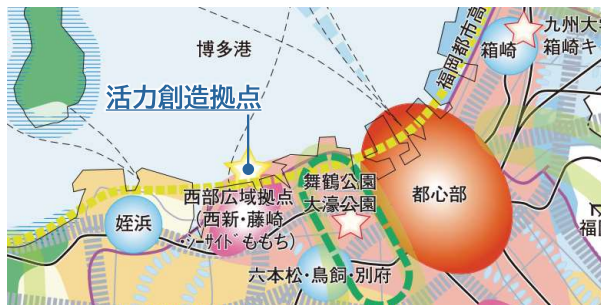 博多港
福岡都市高
九州大
箱崎キ
箱崎
活力創造拠点
西部広域拠点
(西新・藤崎
・シーサイドももち)
舞鶴公園
大濠公園
都心部
姪浜
六本松・鳥飼・別府
福岡